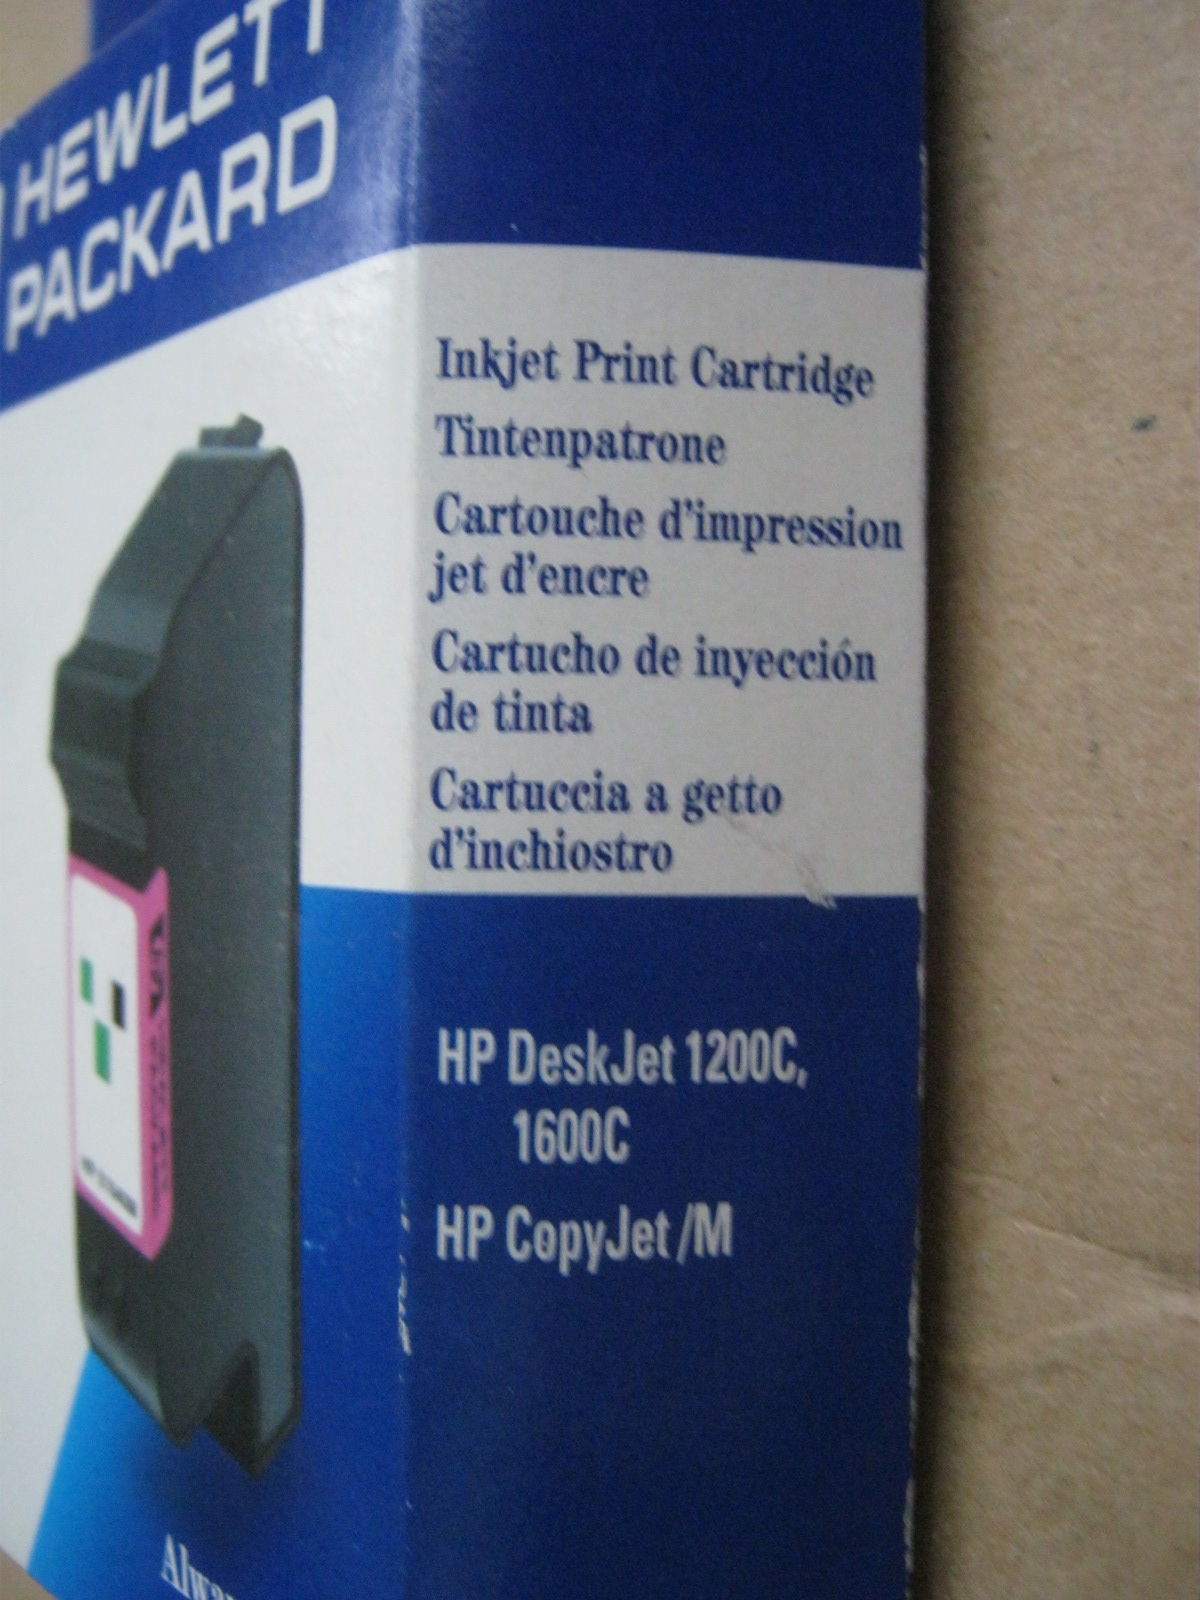 HEWLETT
PACKARD
Inkjet Print Cartridge
Tintenpatrone
Cartouche d'impression
jet d'encre
Cartucho de inyección
de tinta
Cartuccia a getto
d'inchiostro
HP DeskJet 1200C,
1600C
HP CopyJet /M